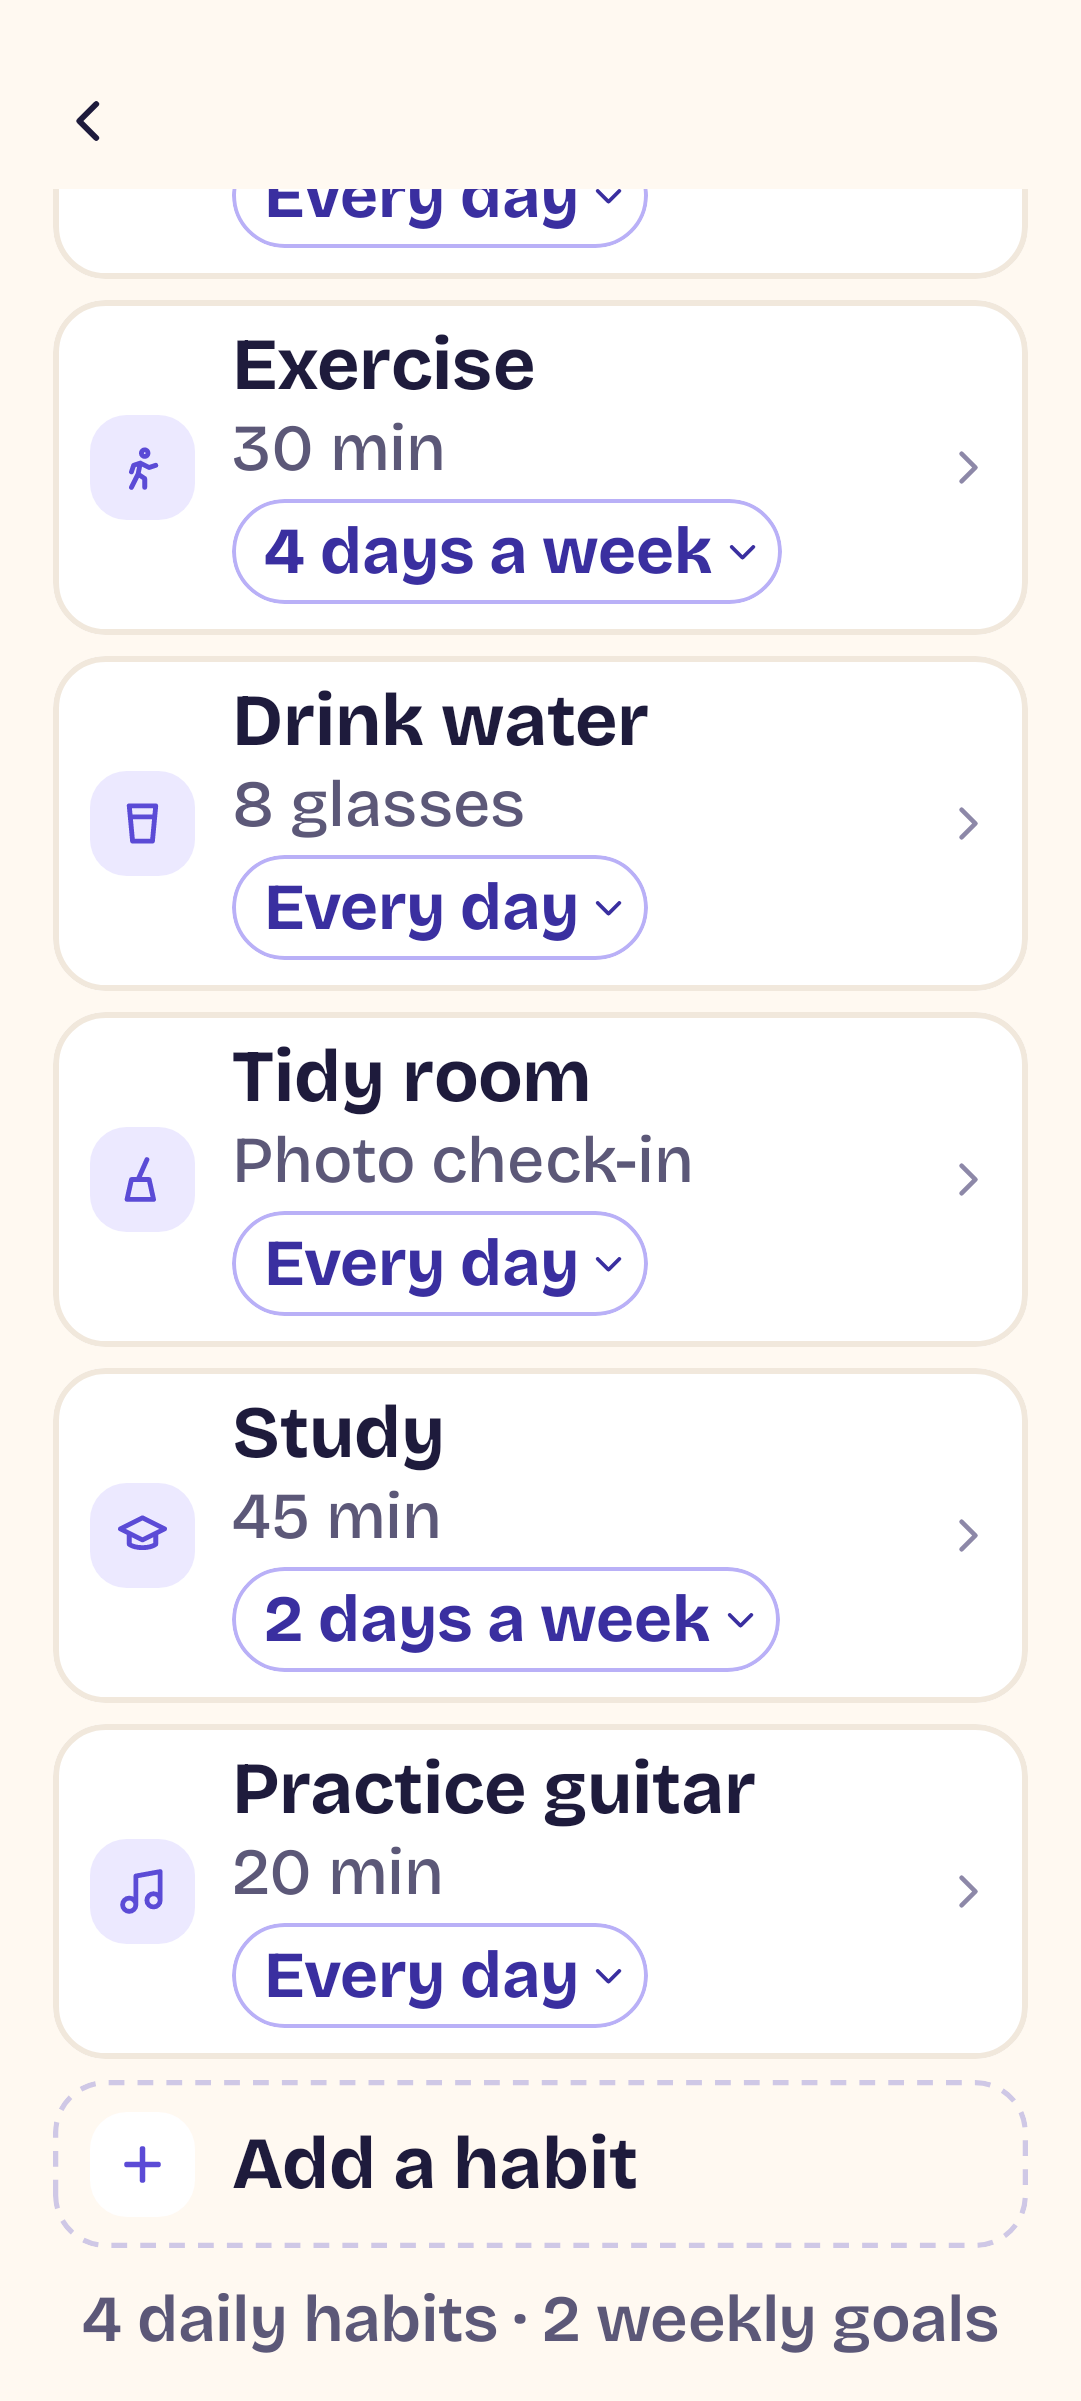 Every day
Exercise
30 min
4 days a week
Drink water
8 glasses
Every day
Tidy room
Photo check-in
Every day
Study
45 min
2 days a week
Practice guitar
20 min
Every day
Add a habit
4 daily habits · 2 weekly goals